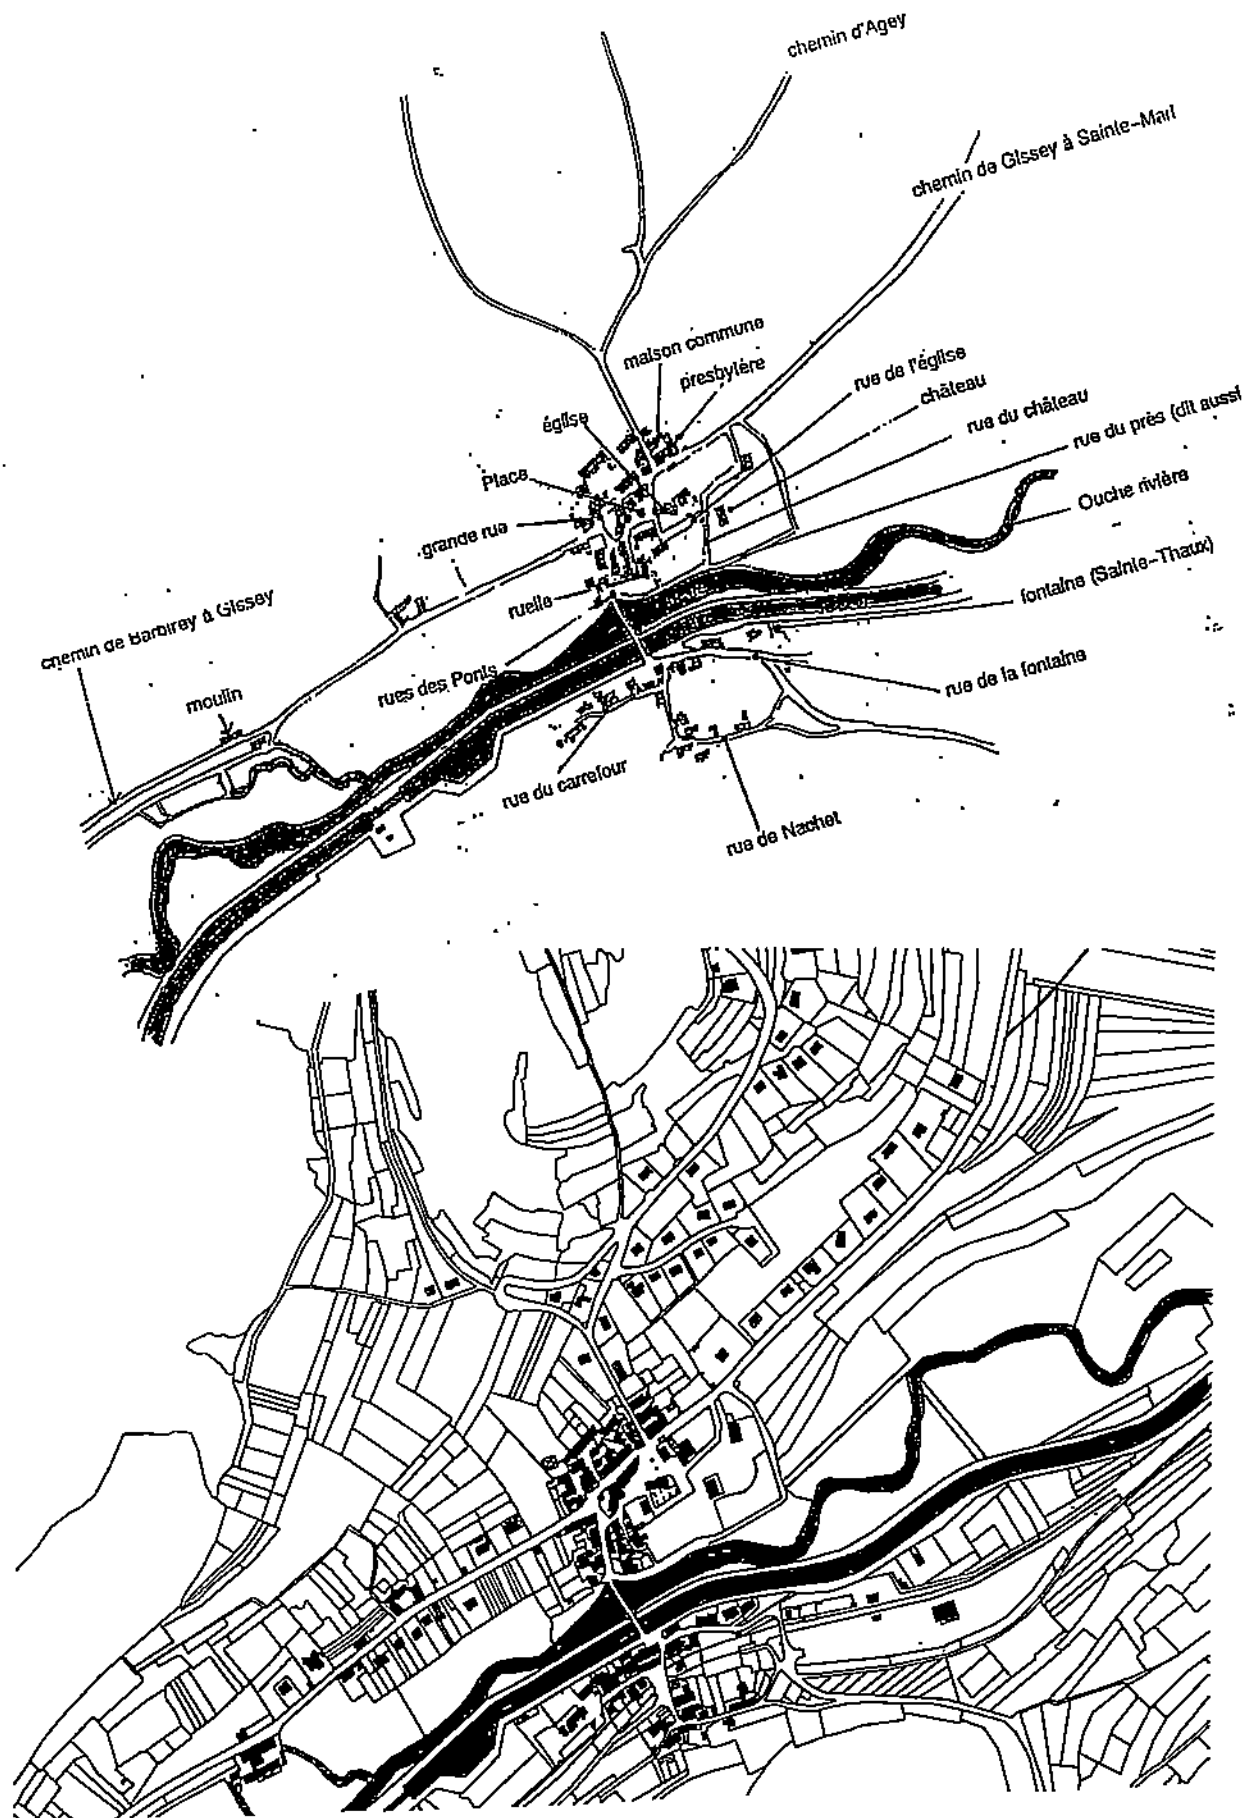 chemin d'Agey
chemin de Gissey à Sainte-Mari
maison commune
presbytère
rue de l'église
château
église
rue du château
rue du près (dit aussi
Place
Ouche rivière
grande rue
fontaine (Sainte-Thaux)
ruelle
chemin de Barbirey à Gissey
rues des Ponts
rue de la fontaine
moulin
rue du carrefour
rue de Nachet